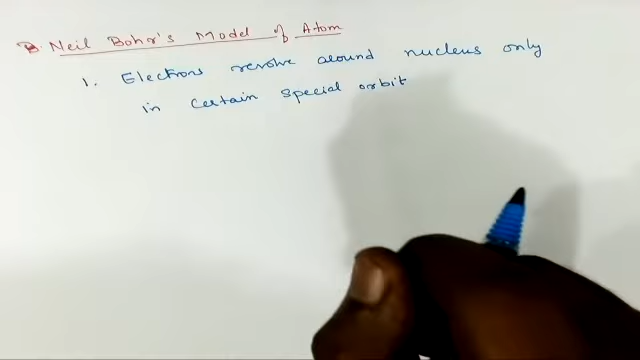 B. Neil Bohr's Model of Atom
1. Electrons revolve around nucleus only
in certain special orbit